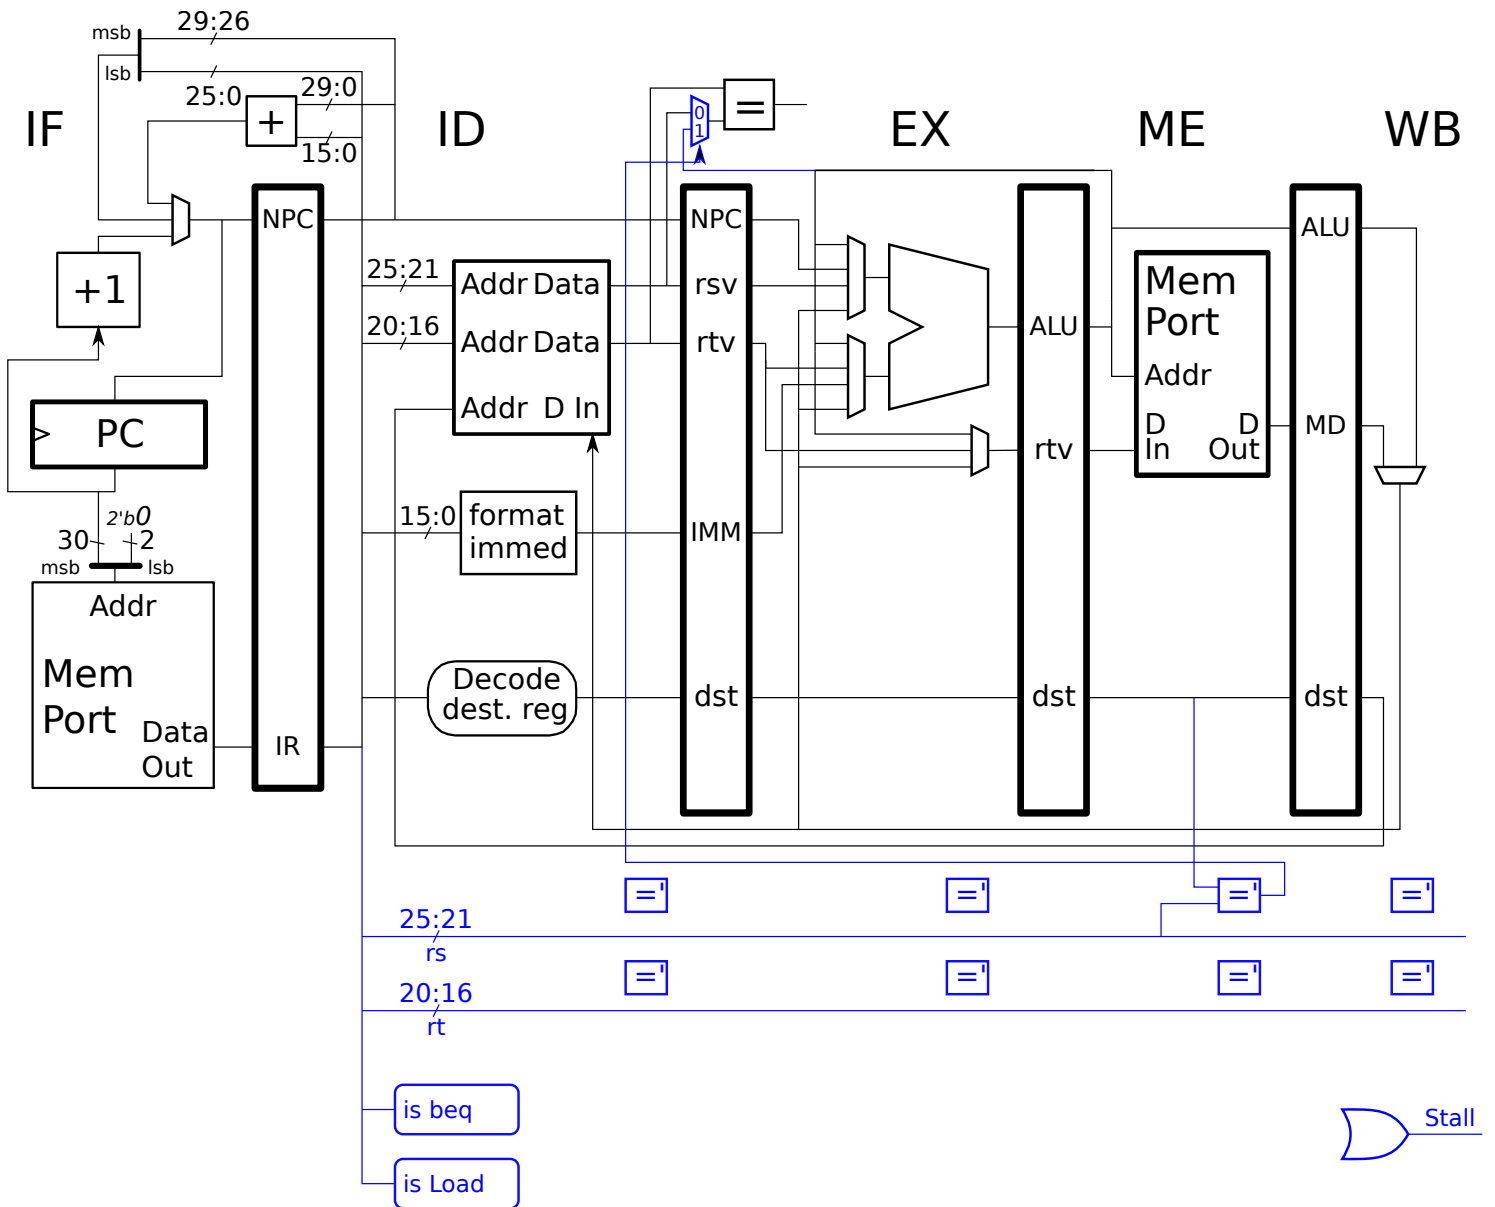 msb
29:26
lsb
25:0
29:0
15:0
+
=
0
1
IF
ID
EX
ME
WB
NPC
NPC
ALU
+1
25:21
Addr
Data
rsv
Mem
Port
20:16
Addr
Data
rtv
ALU
Addr
Addr
D In
PC
D
In
D
Out
MD
rtv
2'b0
30
2
msb
lsb
15:0
format
immed
IMM
Addr
Mem
Port
Data
Out
IR
Decode
dest. reg
dst
dst
dst
='
='
='
='
25:21
rs
='
='
='
='
20:16
rt
is beq
Stall
is Load